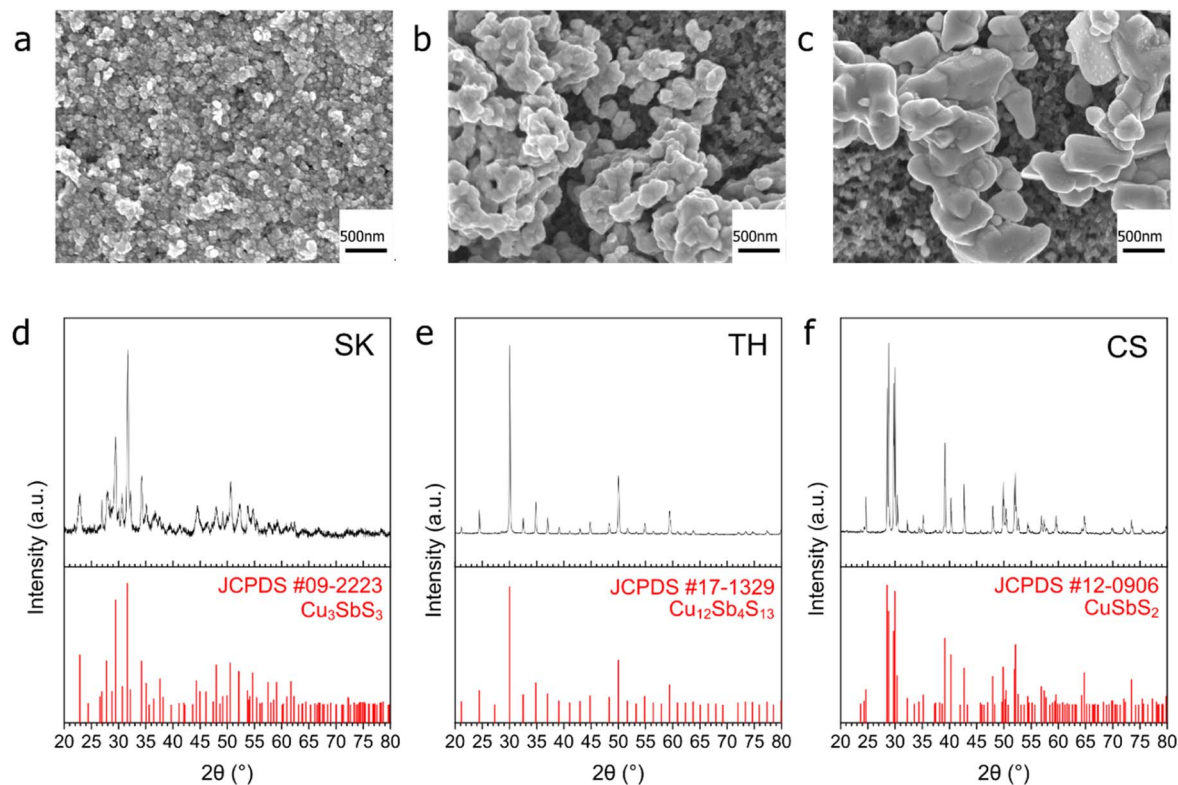 a
b
c
500nm
500nm
500nm
d
e
f
SK
TH
CS
Intensity (a.u.)
Intensity (a.u.)
Intensity (a.u.)
JCPDS #09-2223
Cu₃SbS₃
JCPDS #17-1329
Cu₁₂Sb₄S₁₃
JCPDS #12-0906
CuSbS₂
20 25 30 35 40 45 50 55 60 65 70 75 80
20 25 30 35 40 45 50 55 60 65 70 75 80
20 25 30 35 40 45 50 55 60 65 70 75 80
2θ (°)
2θ (°)
2θ (°)